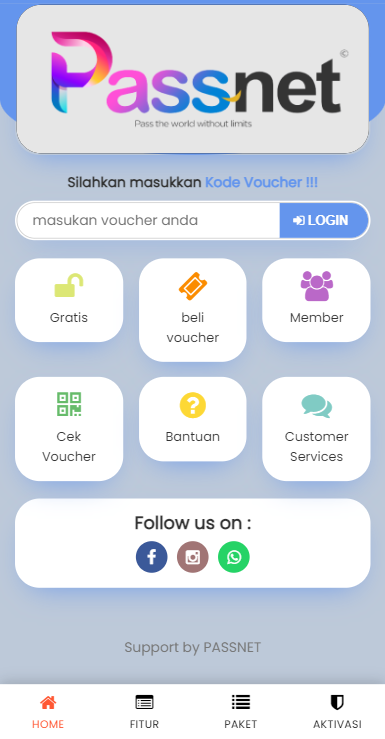 Passnet ©
Pass the world without limits
Silahkan masukkan Kode Voucher !!!
masukan voucher anda
LOGIN
Gratis
beli
voucher
Member
Cek
Voucher
Bantuan
Customer
Services
Follow us on :
Support by PASSNET
HOME
FITUR
PAKET
AKTIVASI